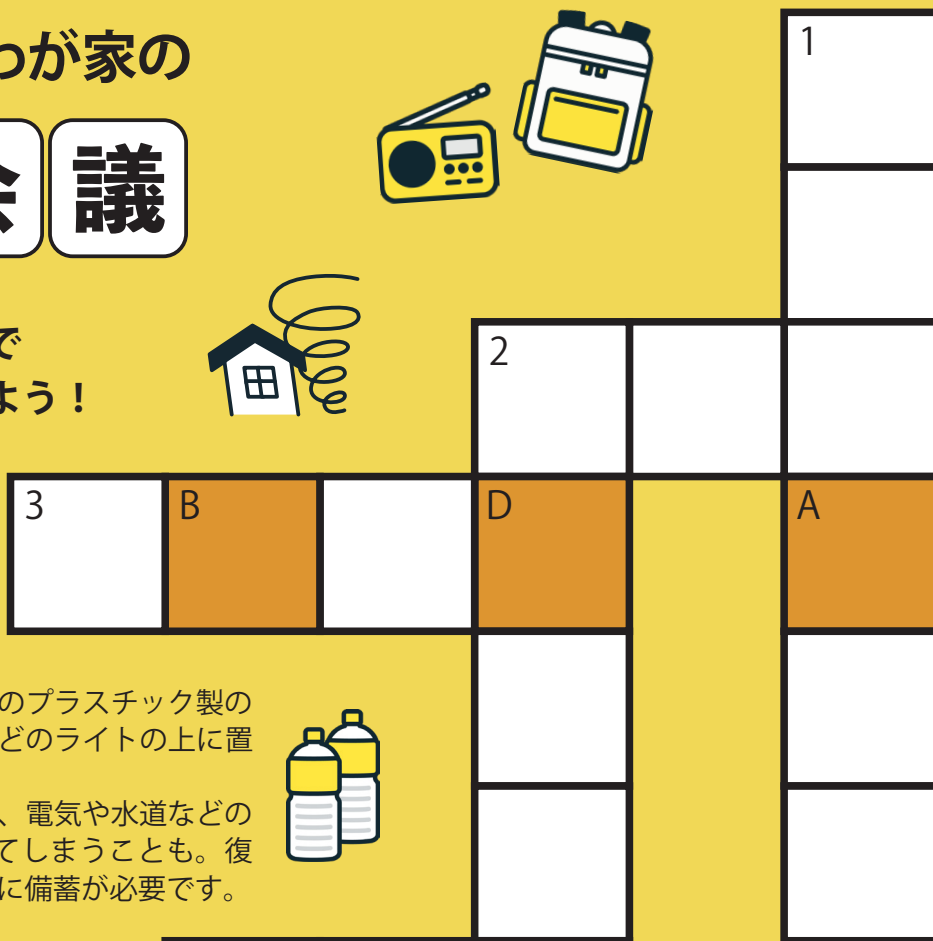 わが家の
会議
で
よう！
1
2
3
B
D
A
のプラスチック製の
どのライトの上に置
、電気や水道などの
てしまうことも。復
に備蓄が必要です。